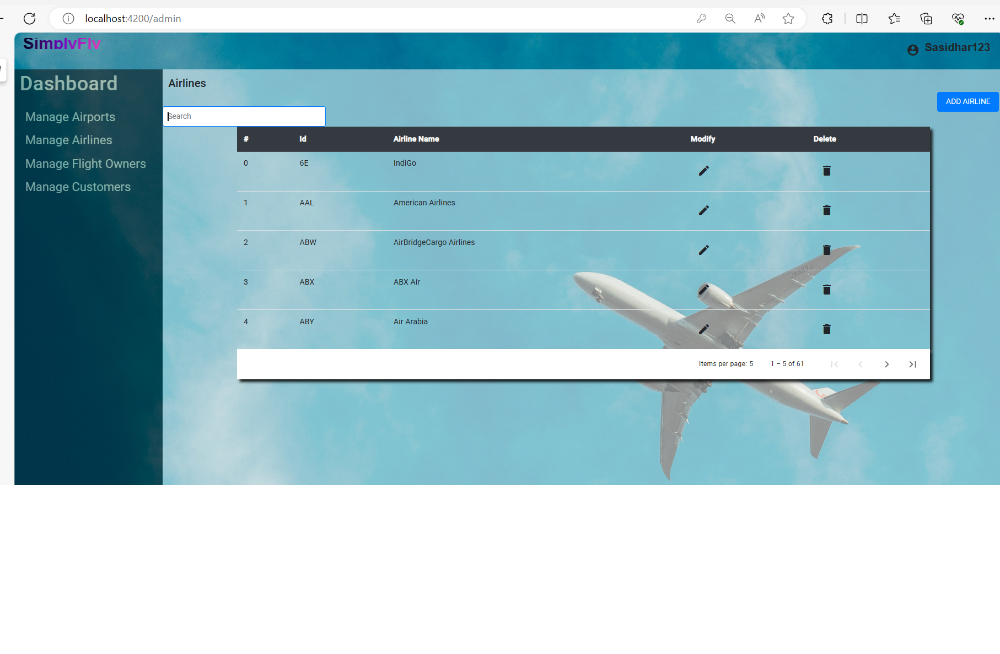 localhost:4200/admin
SimplyFly
Sasidhar123
Dashboard
Airlines
ADD AIRLINE
Manage Airports
Search
Manage Airlines
Manage Flight Owners
Manage Customers
# Id Airline Name Modify Delete
0 6E IndiGo
1 AAL American Airlines
2 ABW AirBridgeCargo Airlines
3 ABX ABX Air
4 ABY Air Arabia
Items per page: 5 1 – 5 of 61